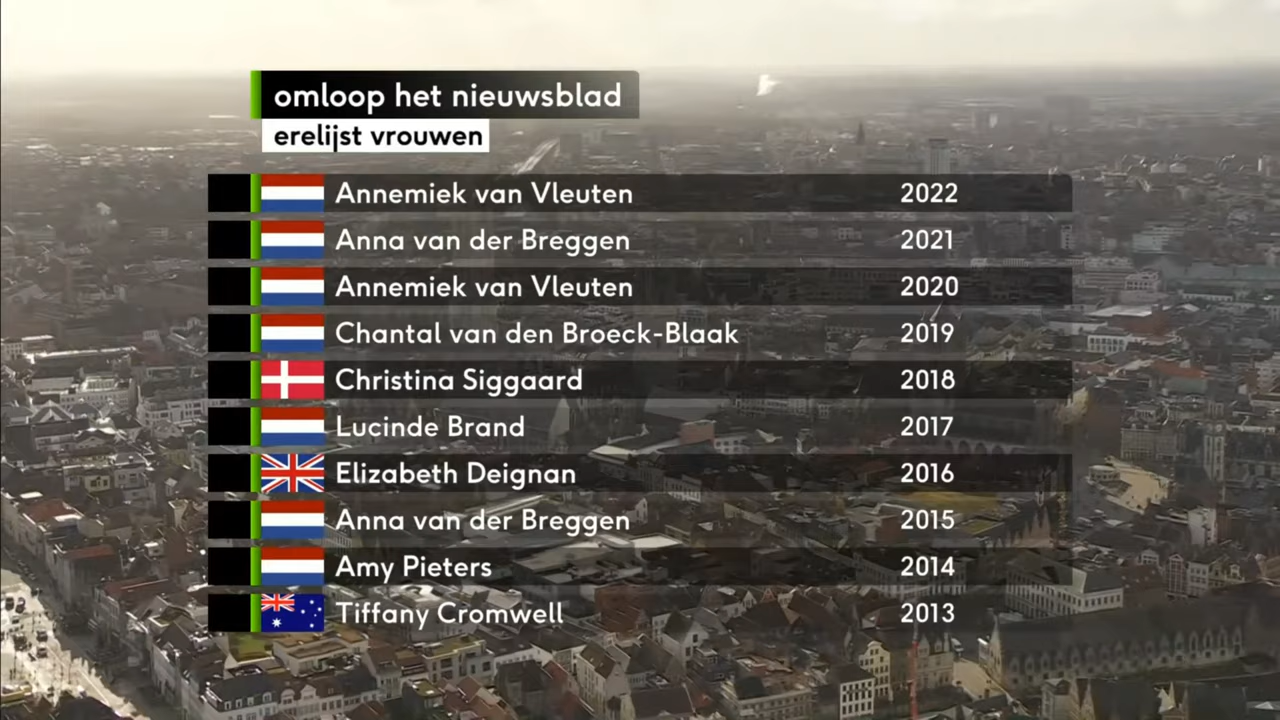 omloop het nieuwsblad
erelijst vrouwen
Annemiek van Vleuten 2022
Anna van der Breggen 2021
Annemiek van Vleuten 2020
Chantal van den Broeck-Blaak 2019
Christina Siggaard 2018
Lucinde Brand 2017
Elizabeth Deignan 2016
Anna van der Breggen 2015
Amy Pieters 2014
Tiffany Cromwell 2013